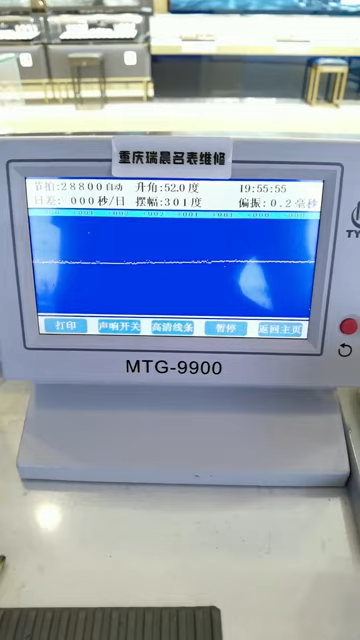 重庆瑞晨名表维修
节拍:28800自动 升角:52.0度 19:55:55
日差: 000秒/日 摆幅:301度 偏振:0.2毫秒
打印 声响开关 高清线条 暂停 返回主页
TY
MTG-9900